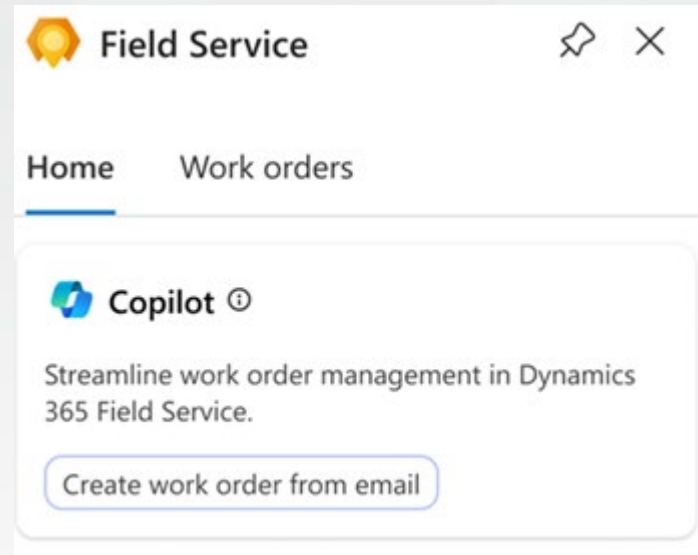 Field Service
Home Work orders
Copilot
Streamline work order management in Dynamics
365 Field Service.
Create work order from email